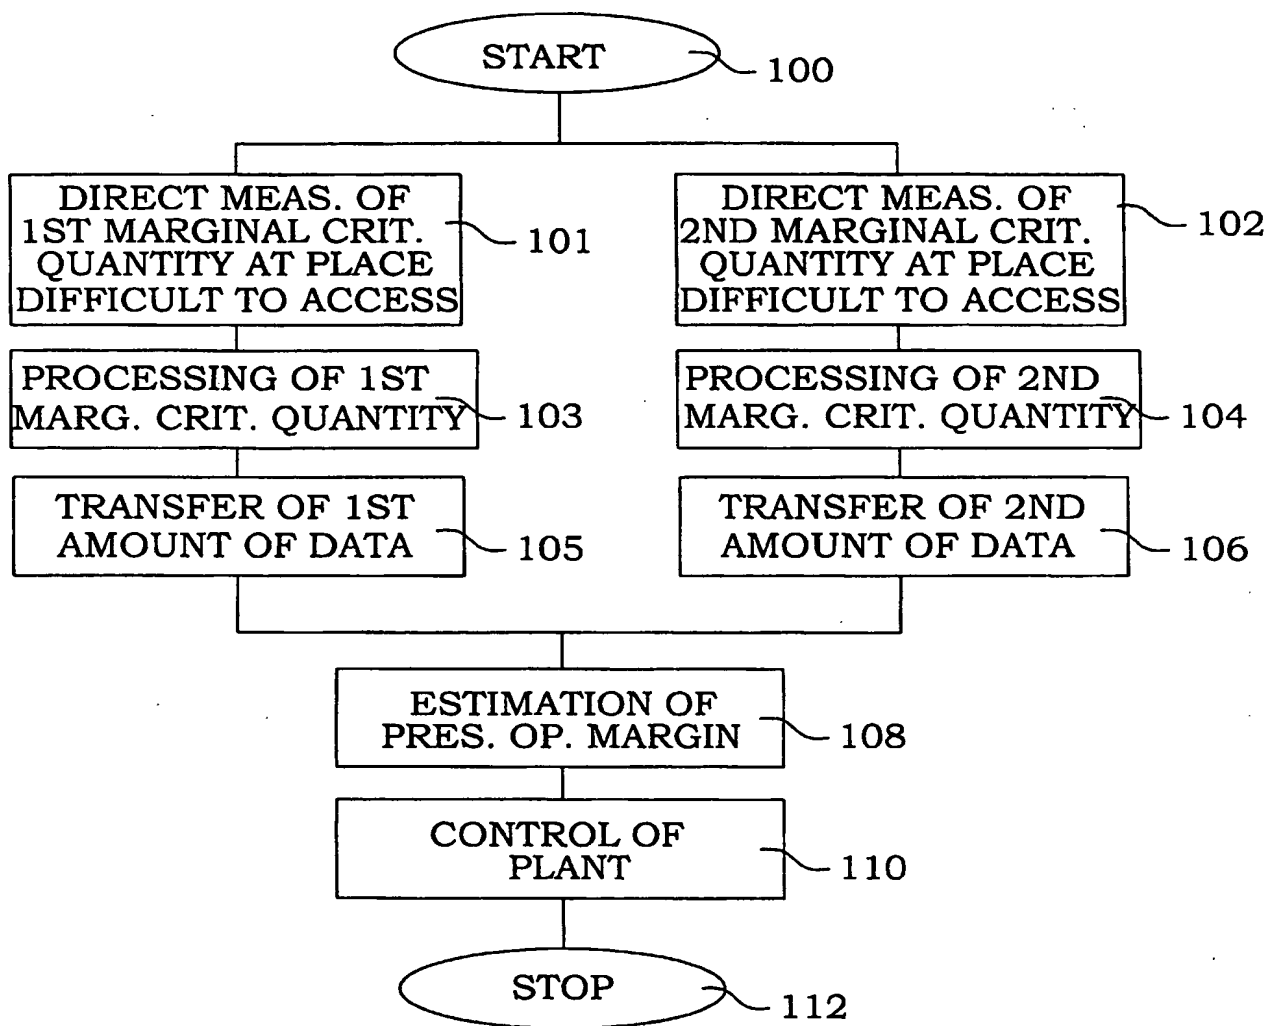 START
100
DIRECT MEAS. OF
1ST MARGINAL CRIT.
QUANTITY AT PLACE
DIFFICULT TO ACCESS
101
DIRECT MEAS. OF
2ND MARGINAL CRIT.
QUANTITY AT PLACE
DIFFICULT TO ACCESS
102
PROCESSING OF 1ST
MARG. CRIT. QUANTITY
103
PROCESSING OF 2ND
MARG. CRIT. QUANTITY
104
TRANSFER OF 1ST
AMOUNT OF DATA
105
TRANSFER OF 2ND
AMOUNT OF DATA
106
ESTIMATION OF
PRES. OP. MARGIN
108
CONTROL OF
PLANT
110
STOP
112